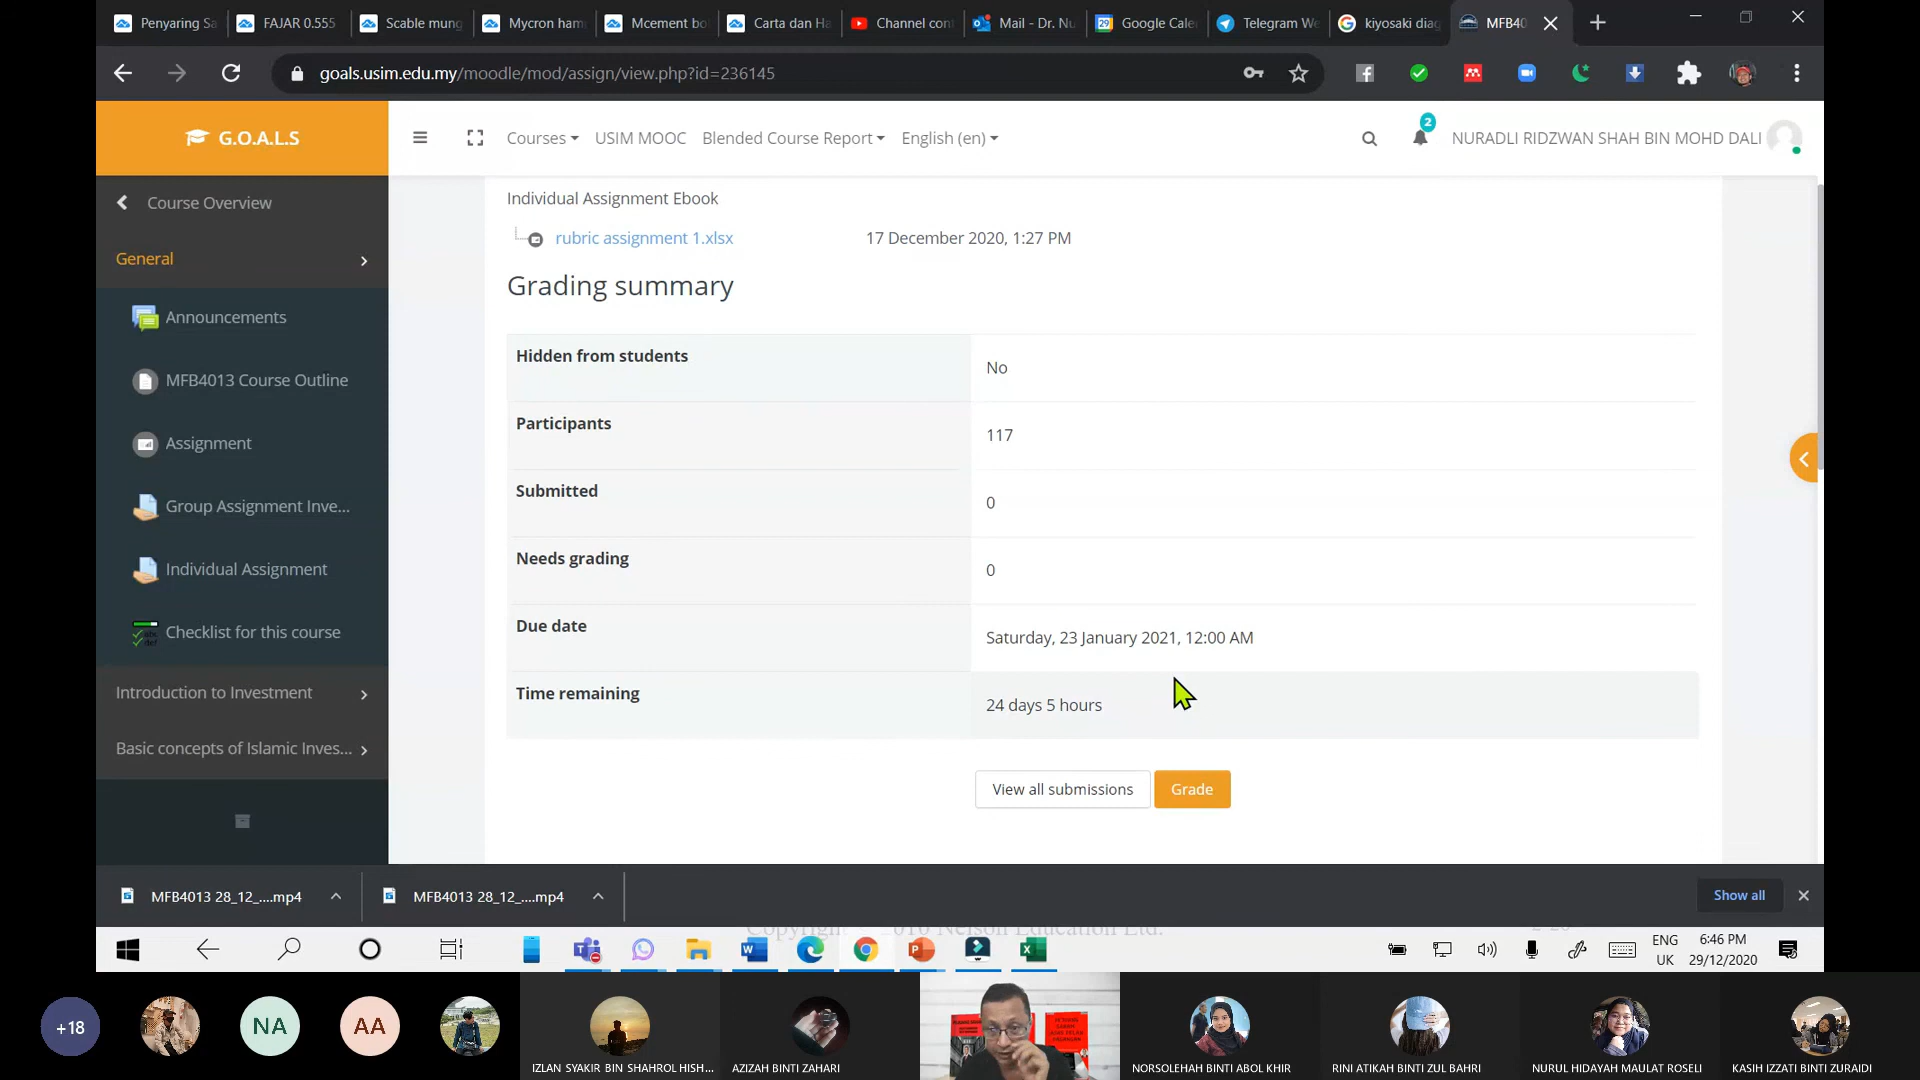 Penyaring Sa
FAJAR 0.555
Scable mung
Mycron ham
Mcement bo
Carta dan Ha
Channel con
Mail - Dr. Nu
Google Cale
Telegram We
kiyosaki diag
MFB40
goals.usim.edu.my/moodle/mod/assign/view.php?id=236145
G.O.A.L.S
Courses
USIM MOOC
Blended Course Report
English (en)
2
NURADLI RIDZWAN SHAH BIN MOHD DALI
Course Overview
General
Announcements
MFB4013 Course Outline
Assignment
Group Assignment Inve...
Individual Assignment
Checklist for this course
Introduction to Investment
Basic concepts of Islamic Inves...
Individual Assignment Ebook
rubric assignment 1.xlsx
17 December 2020, 1:27 PM
Grading summary
Hidden from students
No
Participants
117
Submitted
0
Needs grading
0
Due date
Saturday, 23 January 2021, 12:00 AM
Time remaining
24 days 5 hours
View all submissions
Grade
MFB4013 28_12_....mp4
MFB4013 28_12_....mp4
Show all
Nelson Education Ltd.
ENG
UK
6:46 PM
29/12/2020
+18
NA
AA
IZLAN SYAKIR BIN SHAHROL HISH...
AZIZAH BINTI ZAHARI
NORSOLEHAH BINTI ABOL KHIR
RINI ATIKAH BINTI ZUL BAHRI
NURUL HIDAYAH MAULAT ROSELI
KASIH IZZATI BINTI ZURAIDI